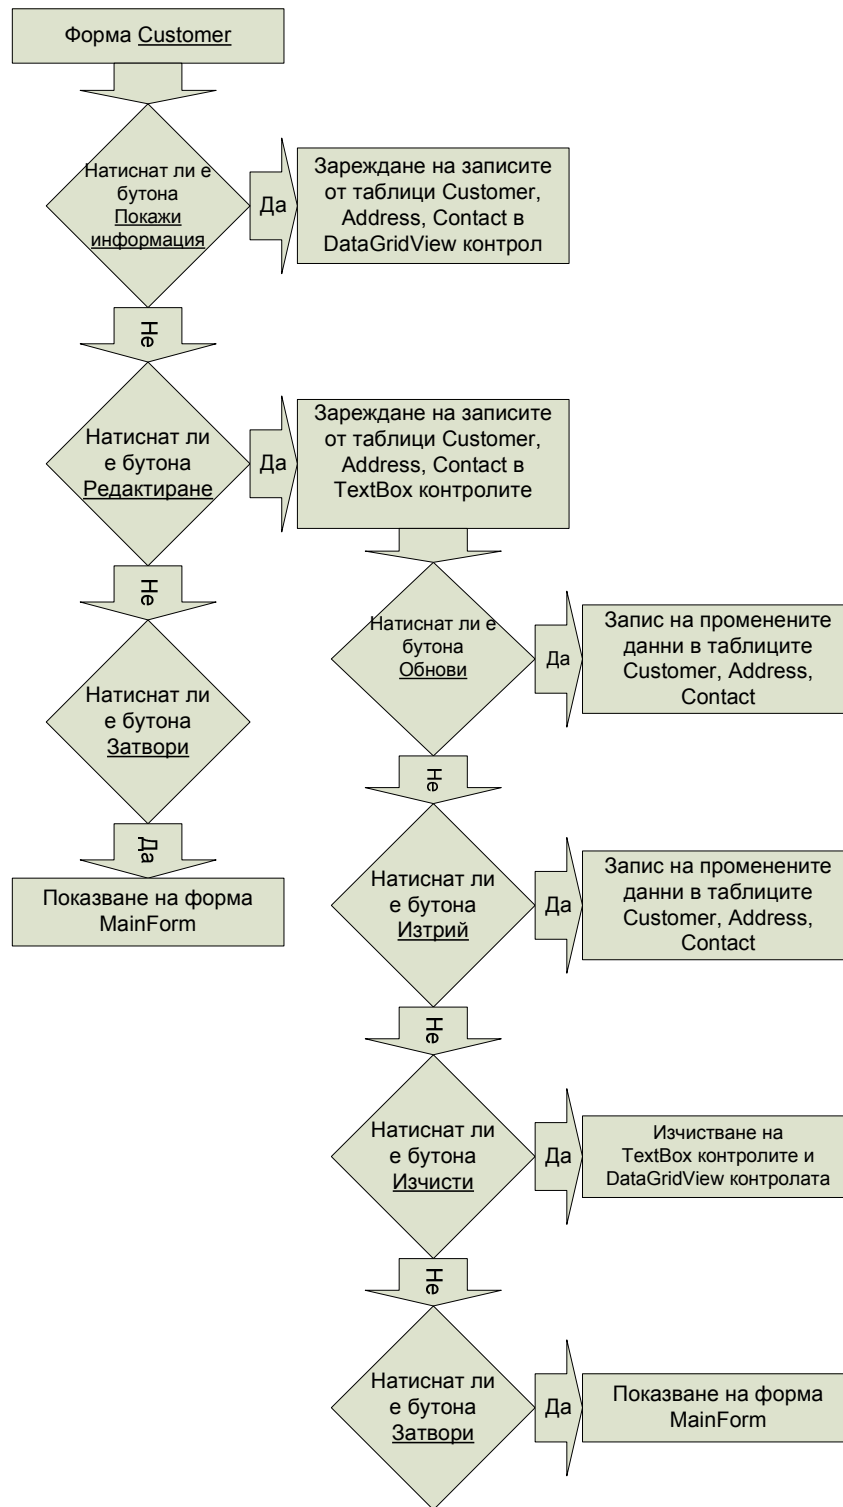 Форма Customer
Натиснат ли е
бутона
Покажи
информация
Да
Зареждане на записите
от таблици Customer,
Address, Contact в
DataGridView контрол
Не
Натиснат ли
е бутона
Редактиране
Да
Зареждане на записите
от таблици Customer,
Address, Contact в
TextBox контролите
Не
Натиснат ли
е бутона
Затвори
Да
Показване на форма
MainForm
Натиснат ли е
бутона
Обнови
Да
Запис на променените
данни в таблиците
Customer, Address,
Contact
Не
Натиснат ли
е бутона
Изтрий
Да
Запис на променените
данни в таблиците
Customer, Address,
Contact
Не
Натиснат ли
е бутона
Изчисти
Да
Изчистване на
TextBox контролите и
DataGridView контролата
Не
Натиснат ли
е бутона
Затвори
Да
Показване на форма
MainForm